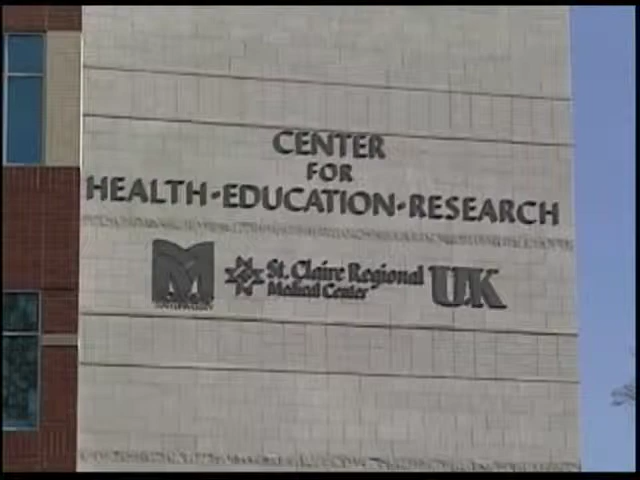 CENTER
FOR
HEALTH-EDUCATION-RESEARCH
M St. Claire Regional UK
Medical Center